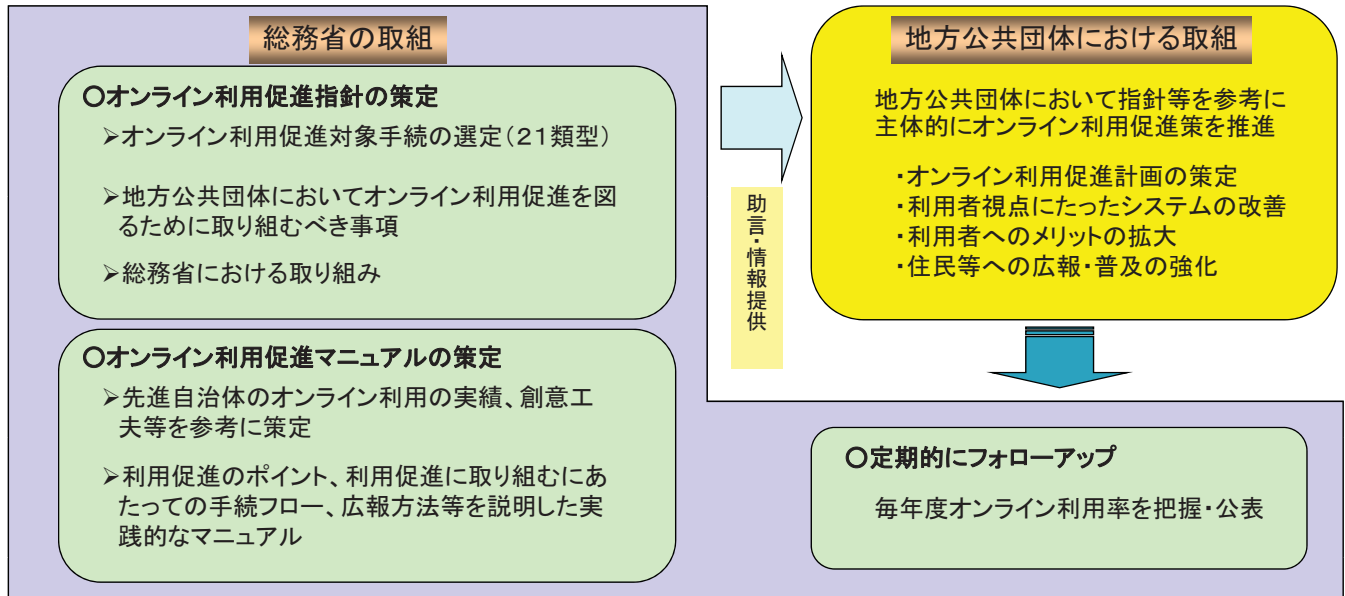 総務省の取組
〇オンライン利用促進指針の策定
➢オンライン利用促進対象手続の選定(21類型)
➢地方公共団体においてオンライン利用促進を図
るために取り組むべき事項
➢総務省における取り組み
〇オンライン利用促進マニュアルの策定
➢先進自治体のオンライン利用の実績、創意工
夫等を参考に策定
➢利用促進のポイント、利用促進に取り組むにあ
たっての手続フロー、広報方法等を説明した実
践的なマニュアル
助言・情報提供
地方公共団体における取組
地方公共団体において指針等を参考に
主体的にオンライン利用促進策を推進
・オンライン利用促進計画の策定
・利用者視点にたったシステムの改善
・利用者へのメリットの拡大
・住民等への広報・普及の強化
〇定期的にフォローアップ
毎年度オンライン利用率を把握・公表